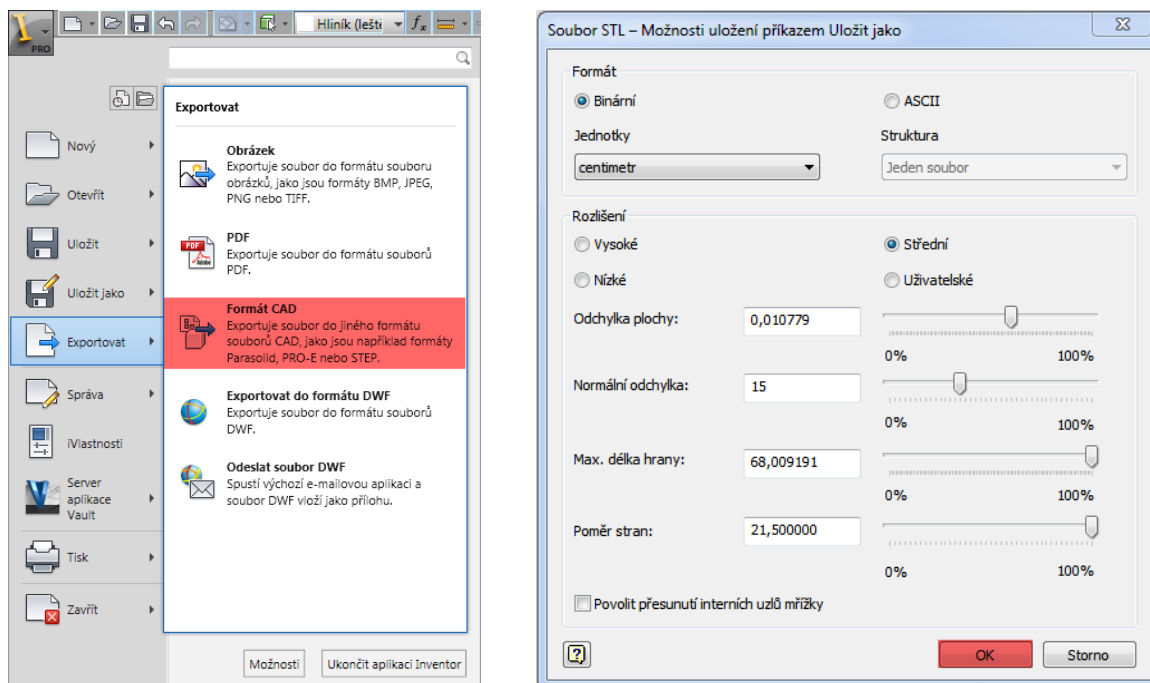 PRO
Hliník (lešt
fx
Exportovat
Nový
Otevřít
Uložit
Uložit jako
Exportovat
Správa
iVlastnosti
Server
aplikace
Vault
Tisk
Zavřít
Obrázek
Exportuje soubor do formátu souboru
obrázků, jako jsou formáty BMP, JPEG,
PNG nebo TIFF.
PDF
PDF
Adobe
Exportuje soubor do formátu souborů
PDF.
Formát CAD
Exportuje soubor do jiného formátu
souborů CAD, jako jsou například formáty
Parasolid, PRO-E nebo STEP.
Exportovat do formátu DWF
Exportuje soubor do formátu souborů
DWF.
Odeslat soubor DWF
Spustí výchozí e-mailovou aplikaci a
soubor DWF vloží jako přílohu.
Možnosti
Ukončit aplikaci Inventor
Soubor STL – Možnosti uložení příkazem Uložit jako
Formát
Binární
ASCII
Jednotky
Struktura
centimetr
Jeden soubor
Rozlišení
Vysoké
Střední
Nízké
Uživatelské
Odchylka plochy:
0,010779
0%
100%
Normální odchylka:
15
0%
100%
Max. délka hrany:
68,009191
0%
100%
Poměr stran:
21,500000
0%
100%
Povolit přesunutí interních uzlů mřížky
?
OK
Storno